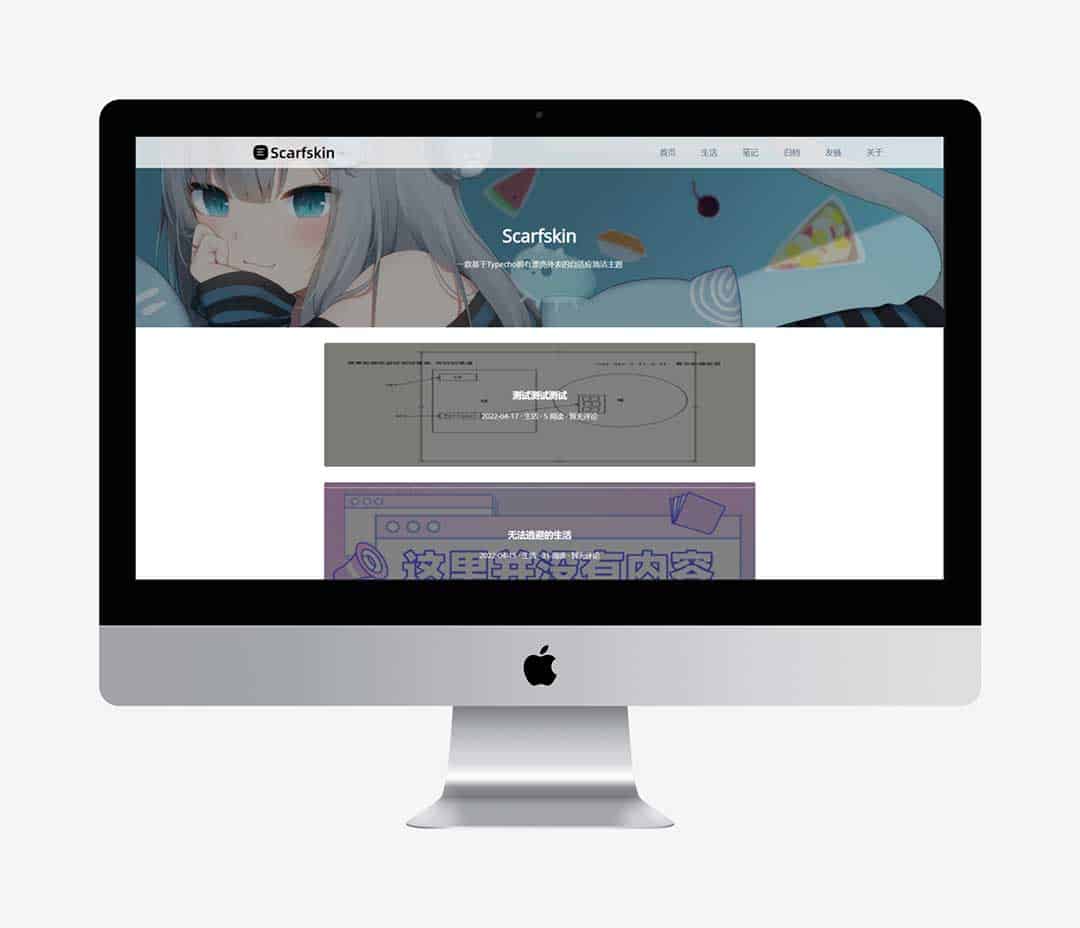 Scarfskin
首页 生活 笔记 归档 友链 关于
Scarfskin
一款基于Typecho拥有漂亮外表的自适应简洁主题
测试测试测试
2022-04-17 · 生活 · 5 阅读 · 暂无评论
无法逃避的生活
2022-04-15 · 生活 · 阅读 · 暂无评论
这里并没有内容